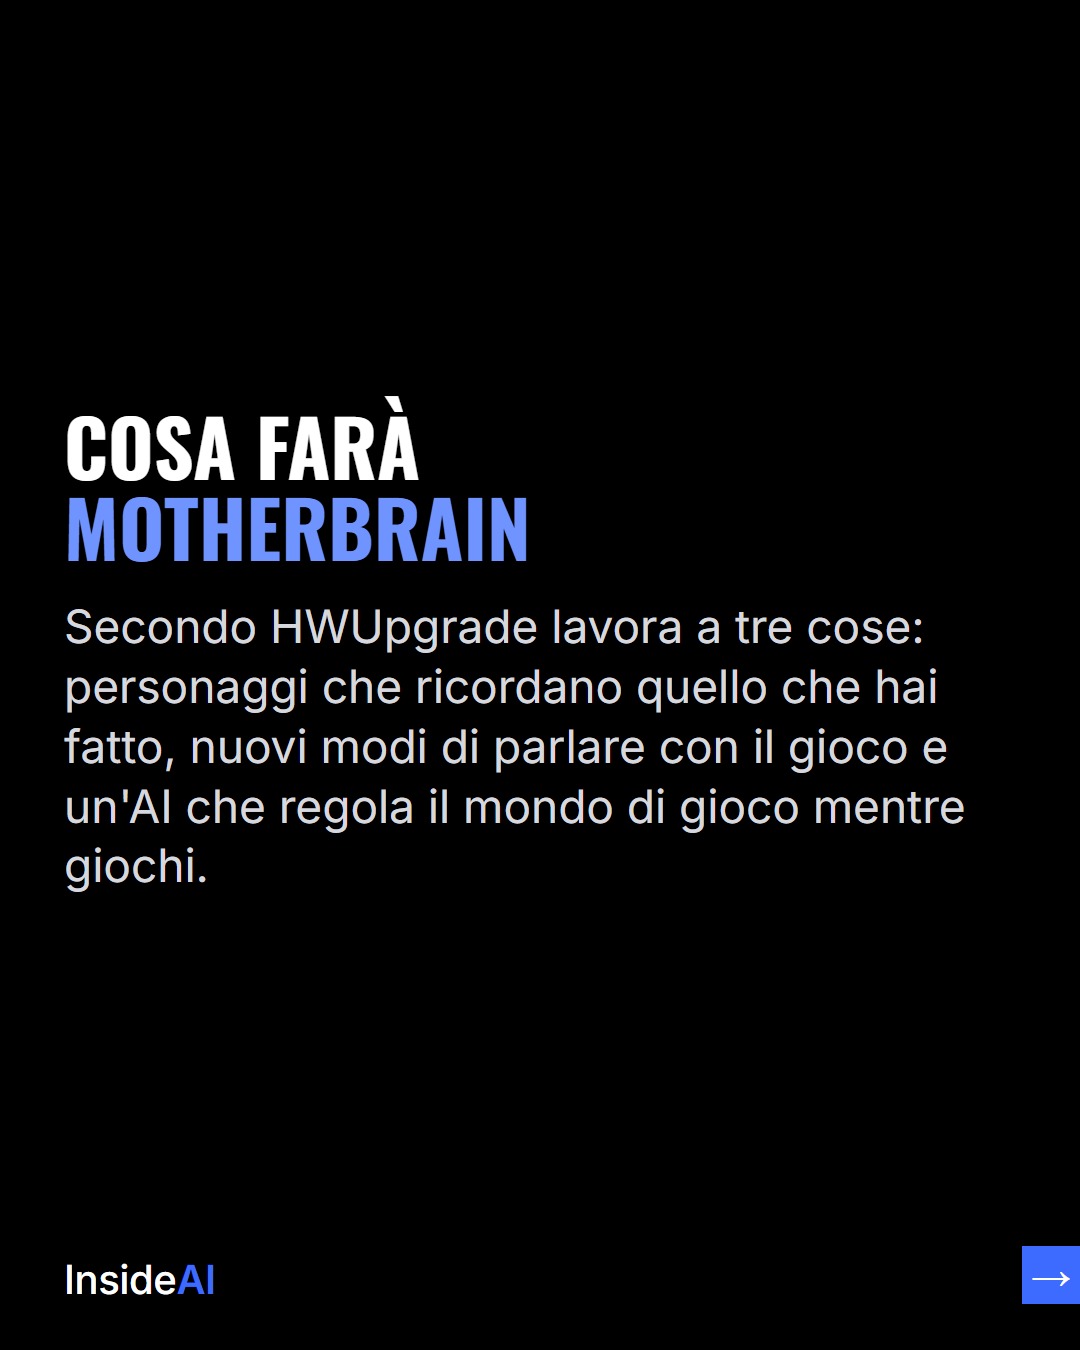 COSA FARÀ
MOTHERBRAIN
Secondo HWUpgrade lavora a tre cose:
personaggi che ricordano quello che hai
fatto, nuovi modi di parlare con il gioco e
un'AI che regola il mondo di gioco mentre
giochi.
InsideAI
→